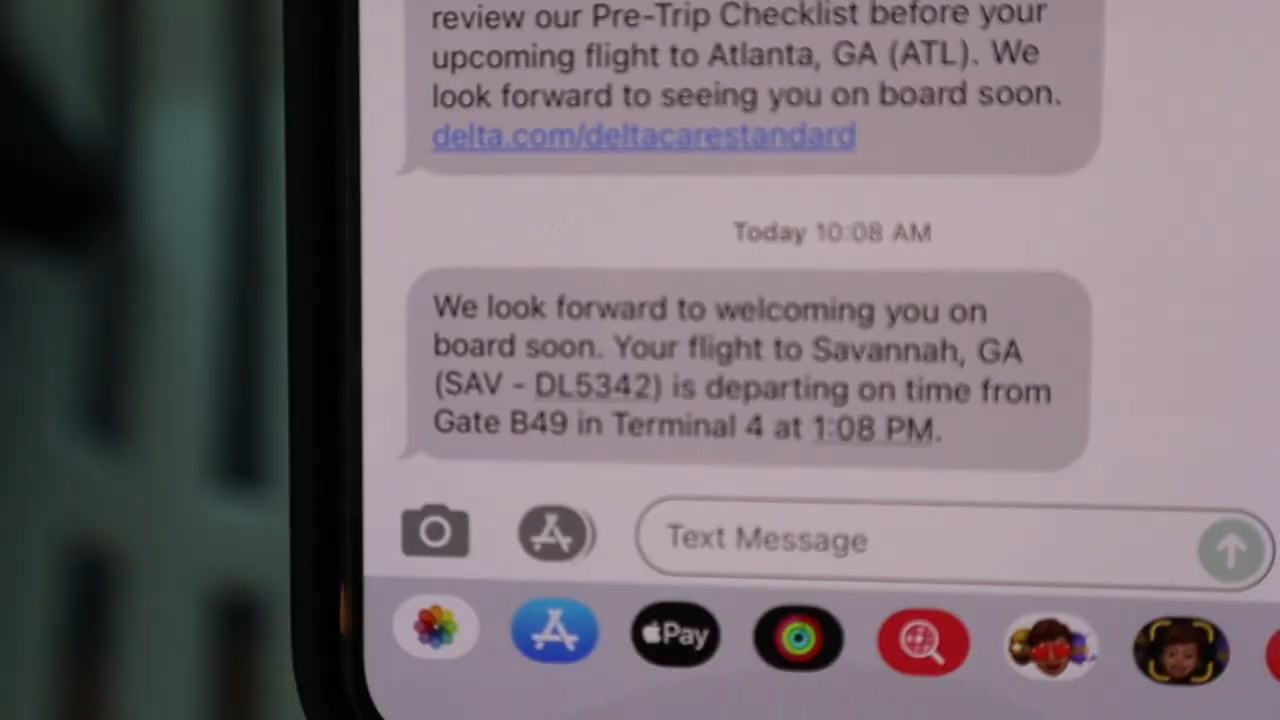 review our Pre-Trip Checklist before your
upcoming flight to Atlanta, GA (ATL). We
look forward to seeing you on board soon.
delta.com/deltacarestandard
Today 10:08 AM
We look forward to welcoming you on
board soon. Your flight to Savannah, GA
(SAV - DL5342) is departing on time from
Gate B49 in Terminal 4 at 1:08 PM.
Text Message
Pay